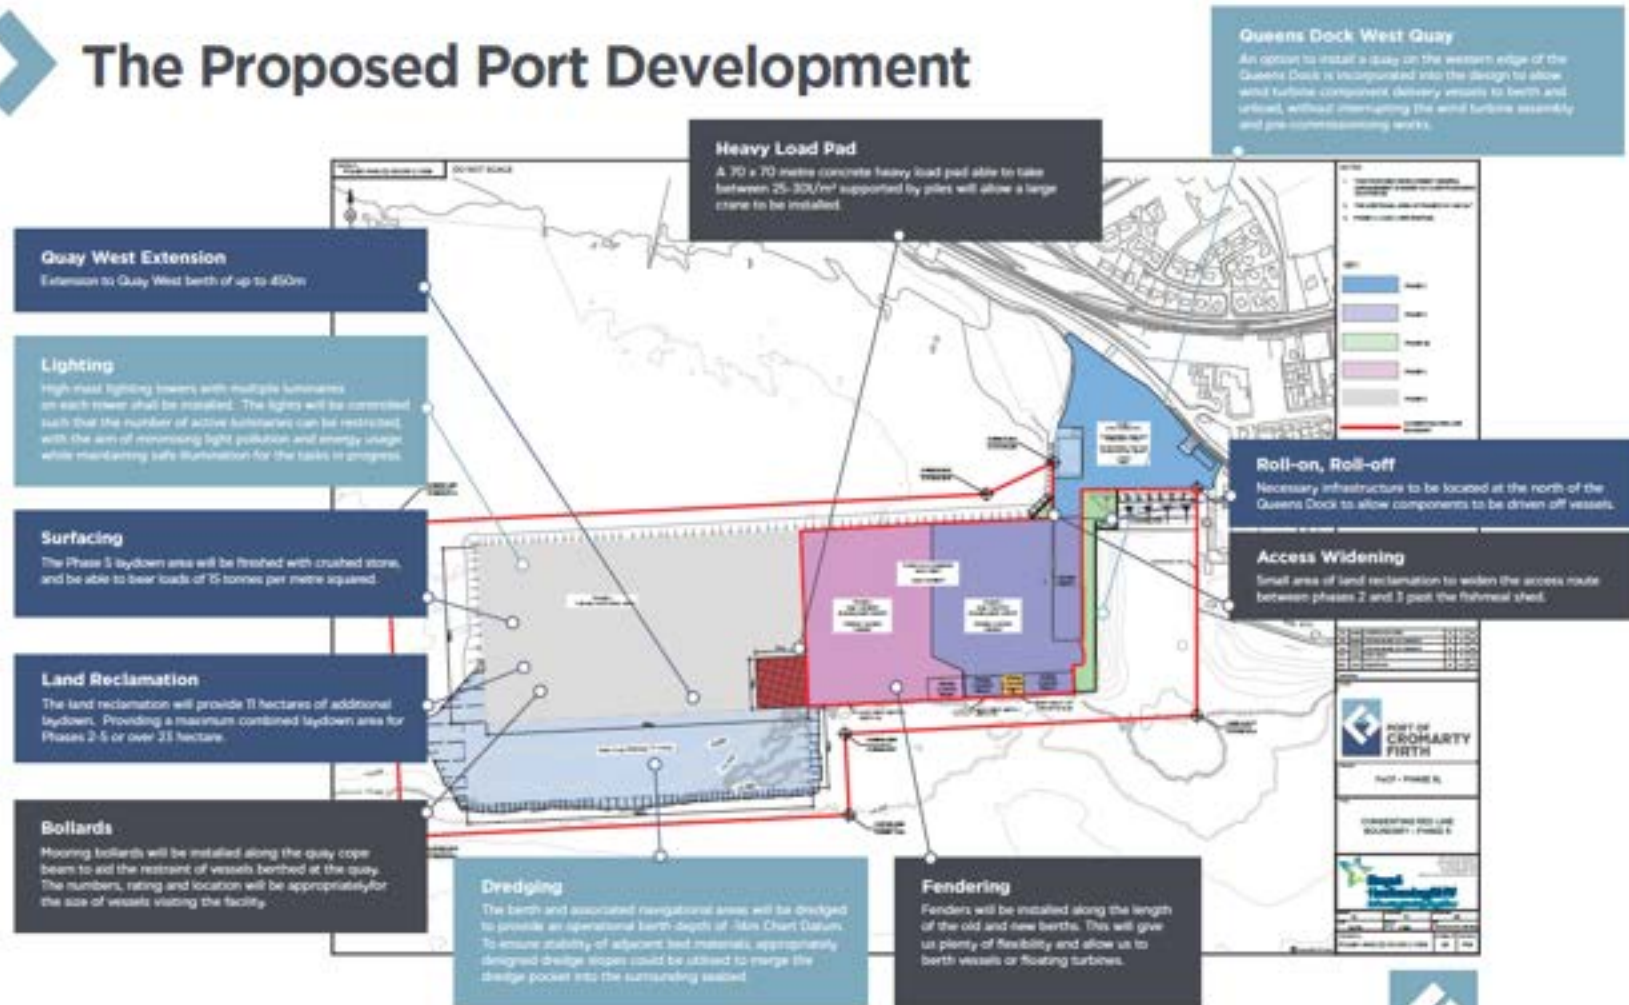 The Proposed Port Development
Queens Dock West Quay
An option to install a quay on the western edge of the
Queens Dock is incorporated into the design to allow
wind turbine component delivery vessels to berth and
unload, without interrupting the wind turbine assembly
and pre-commissioning works.
Heavy Load Pad
A 70 x 70 metre concrete heavy load pad able to take
between 25-30t/m² supported by piles will allow a large
crane to be installed.
DO NOT SCALE
Quay West Extension
Extension to Quay West berth of up to 450m
Lighting
High mast lighting towers with multiple luminaires
on each tower shall be installed. The lights will be controlled
such that the number of active luminaries can be restricted,
with the aim of minimising light pollution and energy usage
while maintaining safe illumination for the tasks in progress.
Surfacing
The Phase 5 laydown area will be finished with crushed stone,
and be able to bear loads of 15 tonnes per metre squared.
Land Reclamation
The land reclamation will provide 11 hectares of additional
laydown. Providing a maximum combined laydown area for
Phases 2-5 or over 23 hectare.
Bollards
Mooring bollards will be installed along the quay cope
beam to aid the restraint of vessels berthed at the quay.
The numbers, rating and location will be appropriatelyfor
the size of vessels visiting the facility.
Dredging
The berth and associated navigational areas will be dredged
to provide an operational berth depth of -14m Chart Datum.
To ensure stability of adjacent bed materials, appropriately
designed dredge slopes could be utilised to merge the
dredge pocket into the surrounding seabed.
Fendering
Fenders will be installed along the length
of the old and new berths. This will give
us plenty of flexibility and allow us to
berth vessels or floating turbines.
Roll-on, Roll-off
Necessary infrastructure to be located at the north of the
Queens Dock to allow components to be driven off vessels.
Access Widening
Small area of land reclamation to widen the access route
between phases 2 and 3 past the fishmeal shed.
PORT OF
CROMARTY
FIRTH
CONSENTING RED LINE
BOUNDARY - PHASE 5